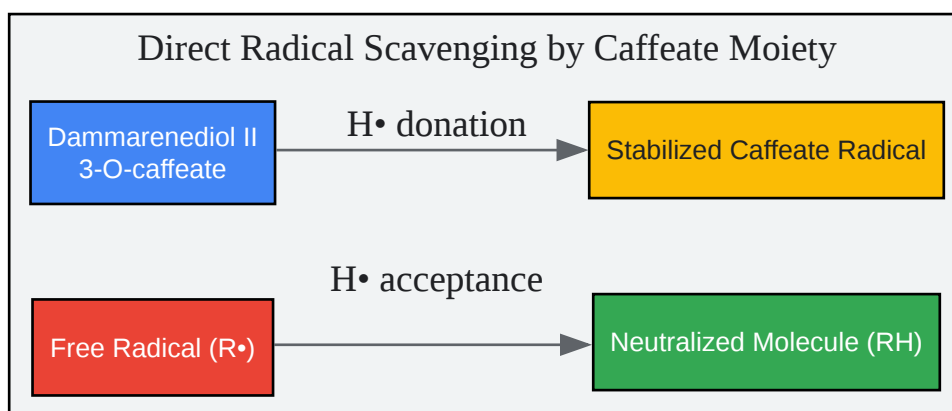 Direct Radical Scavenging by Caffeate Moiety
Dammarenediol II
3-O-caffeate
H• donation
Stabilized Caffeate Radical
Free Radical (R•)
H• acceptance
Neutralized Molecule (RH)